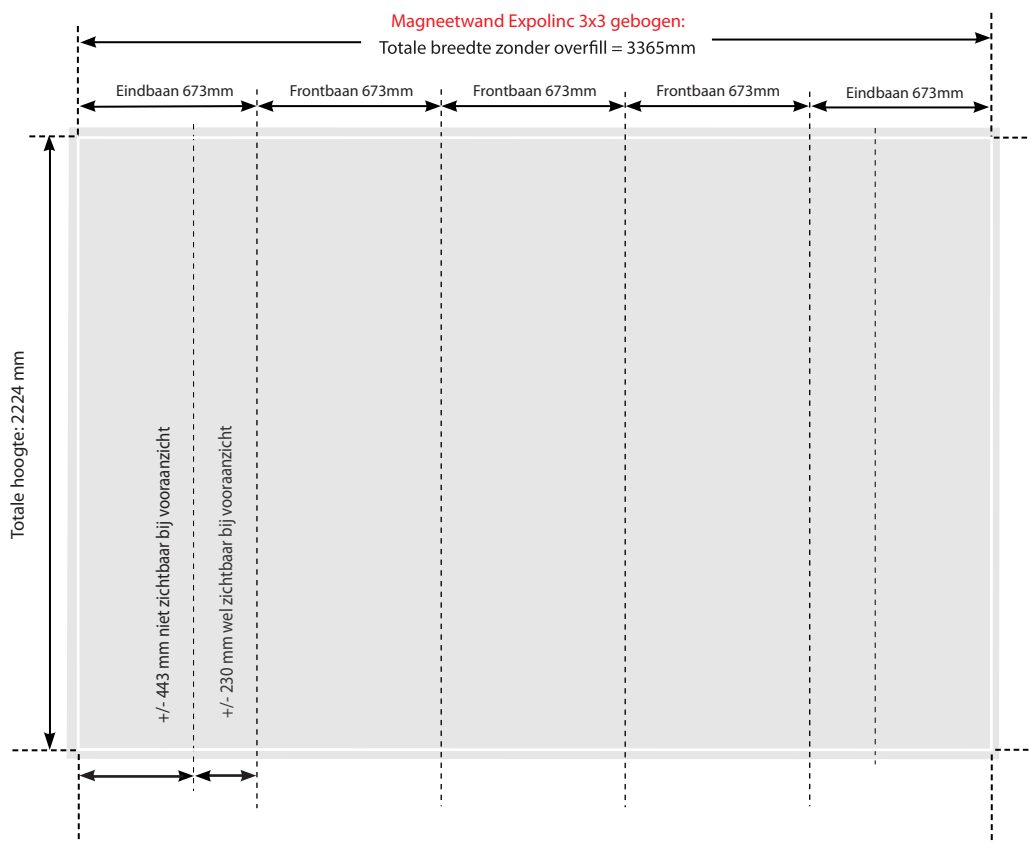 Magneetwand Expolinc 3x3 gebogen:
Totale breedte zonder overfill = 3365mm
Eindbaan 673mm
Frontbaan 673mm
Frontbaan 673mm
Frontbaan 673mm
Eindbaan 673mm
Totale hoogte: 2224 mm
+/- 443 mm niet zichtbaar bij vooraanzicht
+/- 230 mm wel zichtbaar bij vooraanzicht